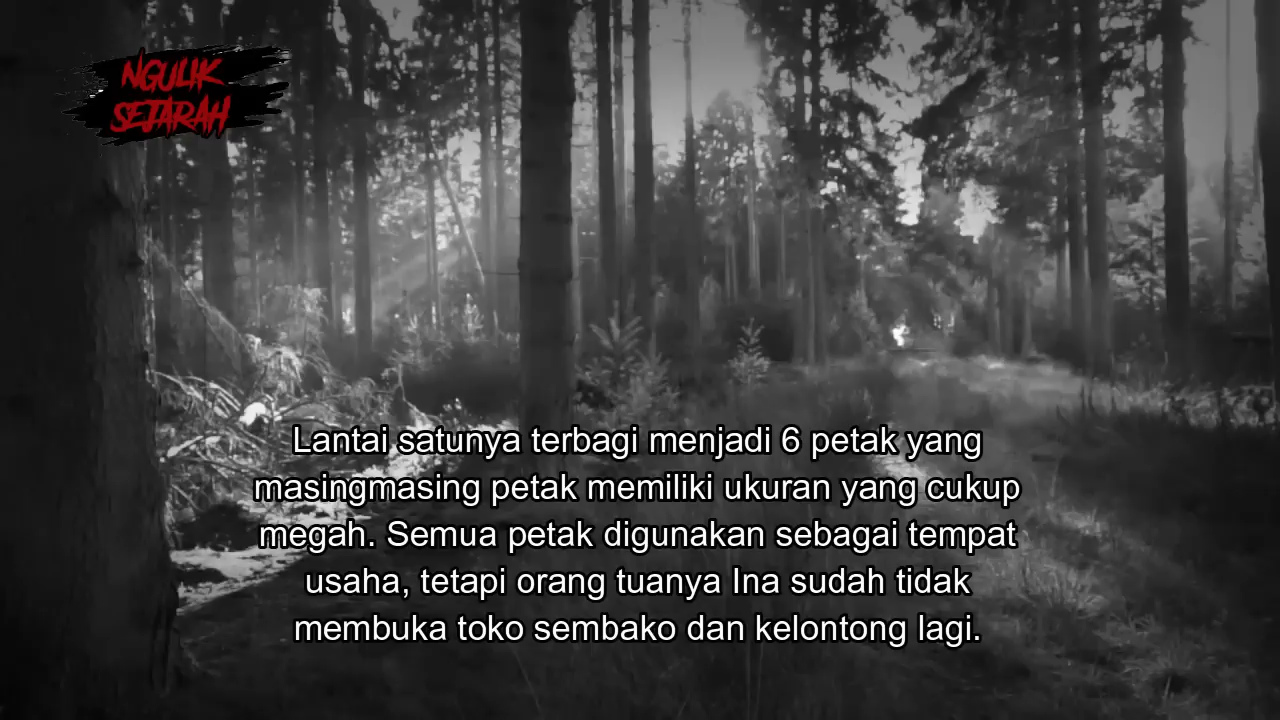 NGULIK
SEJARAH
Lantai satunya terbagi menjadi 6 petak yang
masingmasing petak memiliki ukuran yang cukup
megah. Semua petak digunakan sebagai tempat
usaha, tetapi orang tuanya Ina sudah tidak
membuka toko sembako dan kelontong lagi.